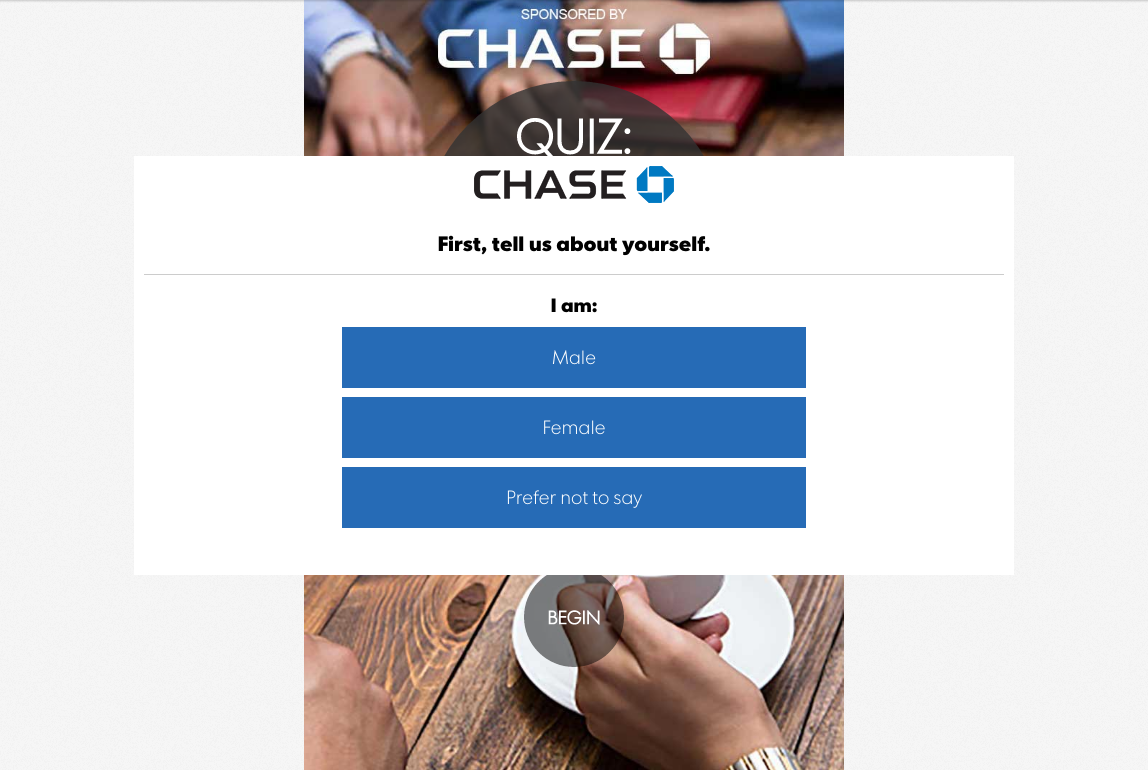 SPONSORED BY
CHASE
QUIZ:
CHASE
First, tell us about yourself.
I am:
Male
Female
Prefer not to say
BEGIN